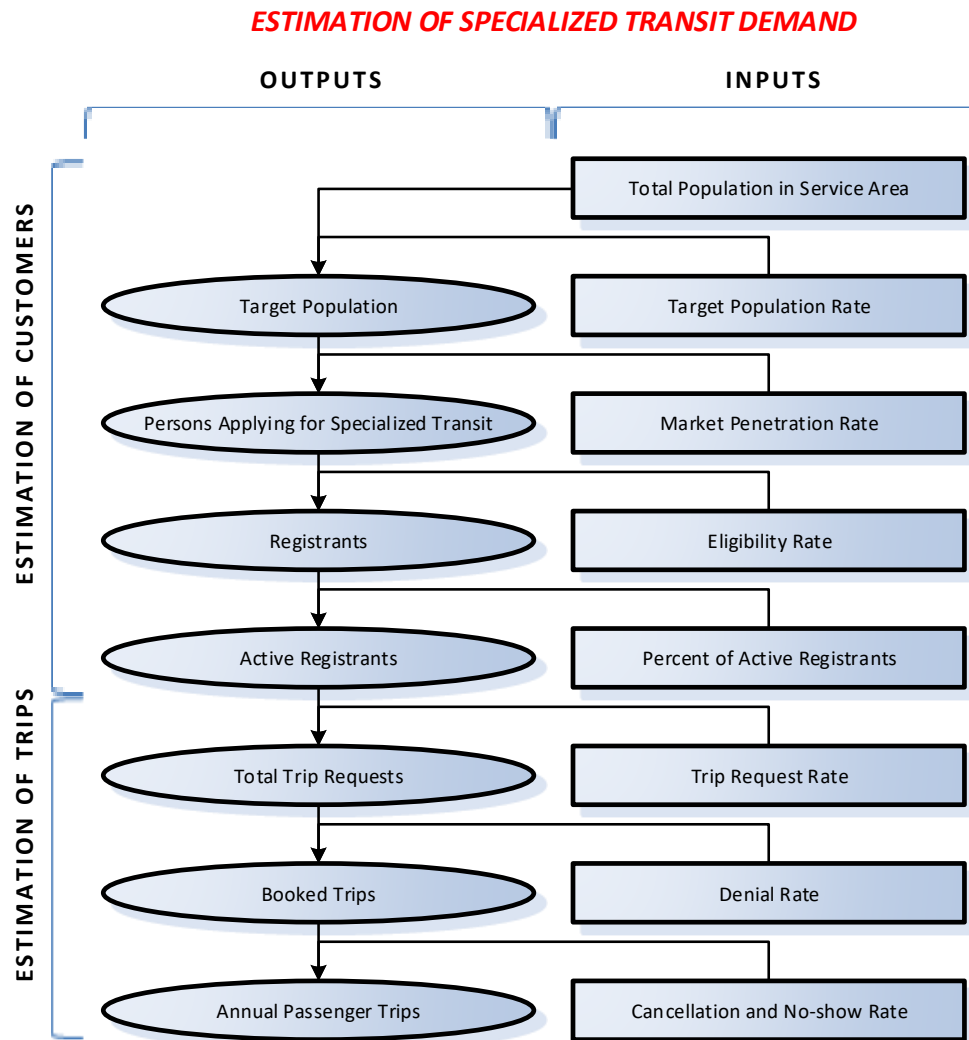 ESTIMATION OF SPECIALIZED TRANSIT DEMAND
OUTPUTS
INPUTS
ESTIMATION OF CUSTOMERS
Total Population in Service Area
Target Population
Target Population Rate
Persons Applying for Specialized Transit
Market Penetration Rate
Registrants
Eligibility Rate
Active Registrants
Percent of Active Registrants
ESTIMATION OF TRIPS
Total Trip Requests
Trip Request Rate
Booked Trips
Denial Rate
Annual Passenger Trips
Cancellation and No-show Rate